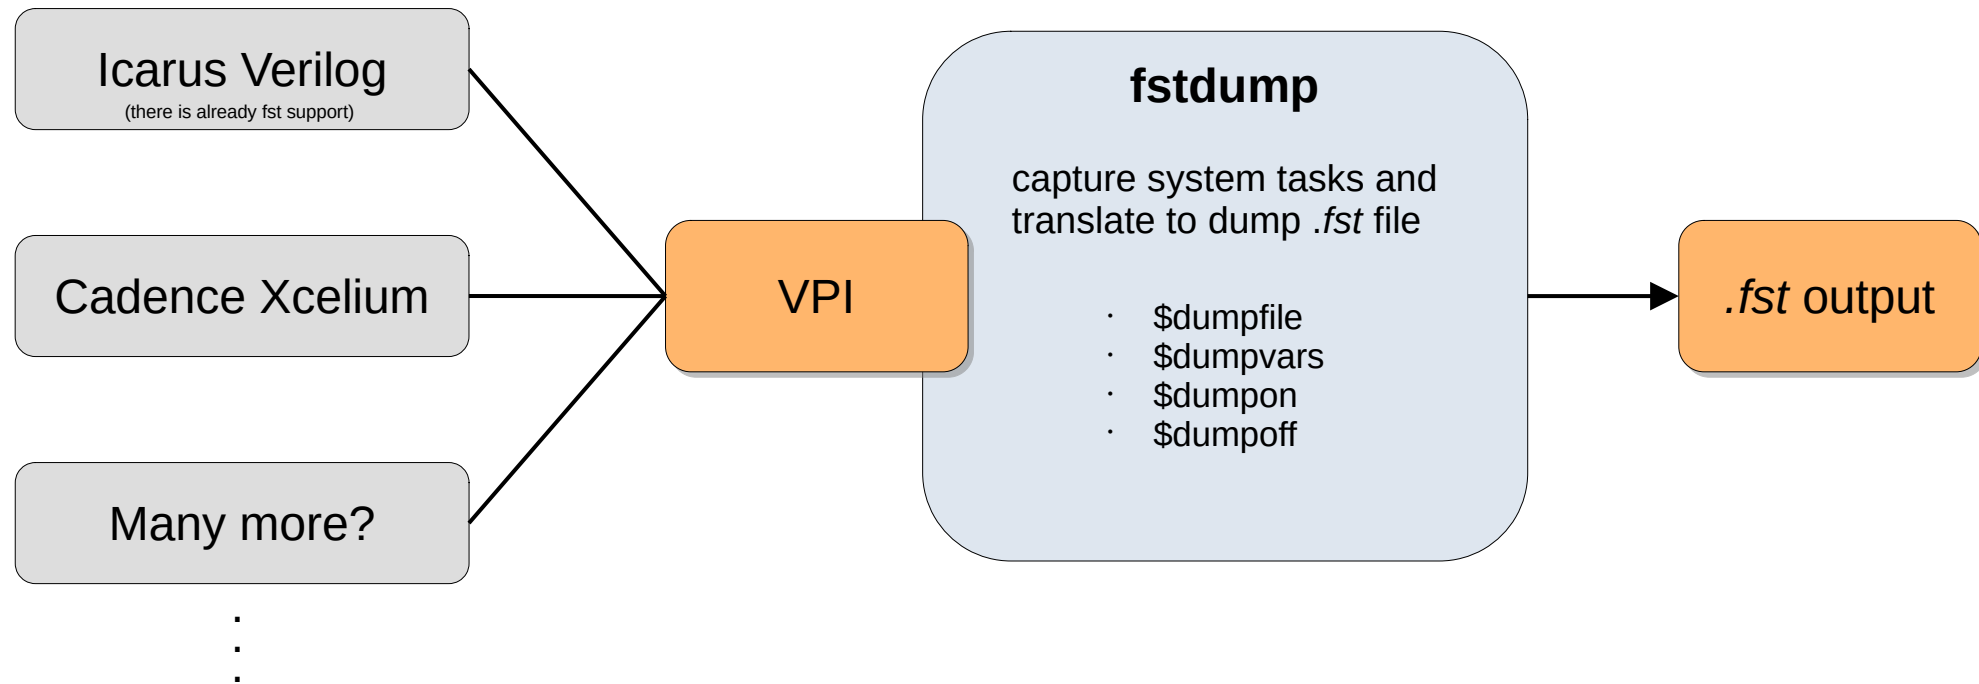 Icarus Verilog
(there is already fst support)
Cadence Xcelium
Many more?
.
.
.
VPI
fstdump
capture system tasks and
translate to dump .fst file
· $dumpfile
· $dumpvars
· $dumpon
· $dumpoff
.fst output